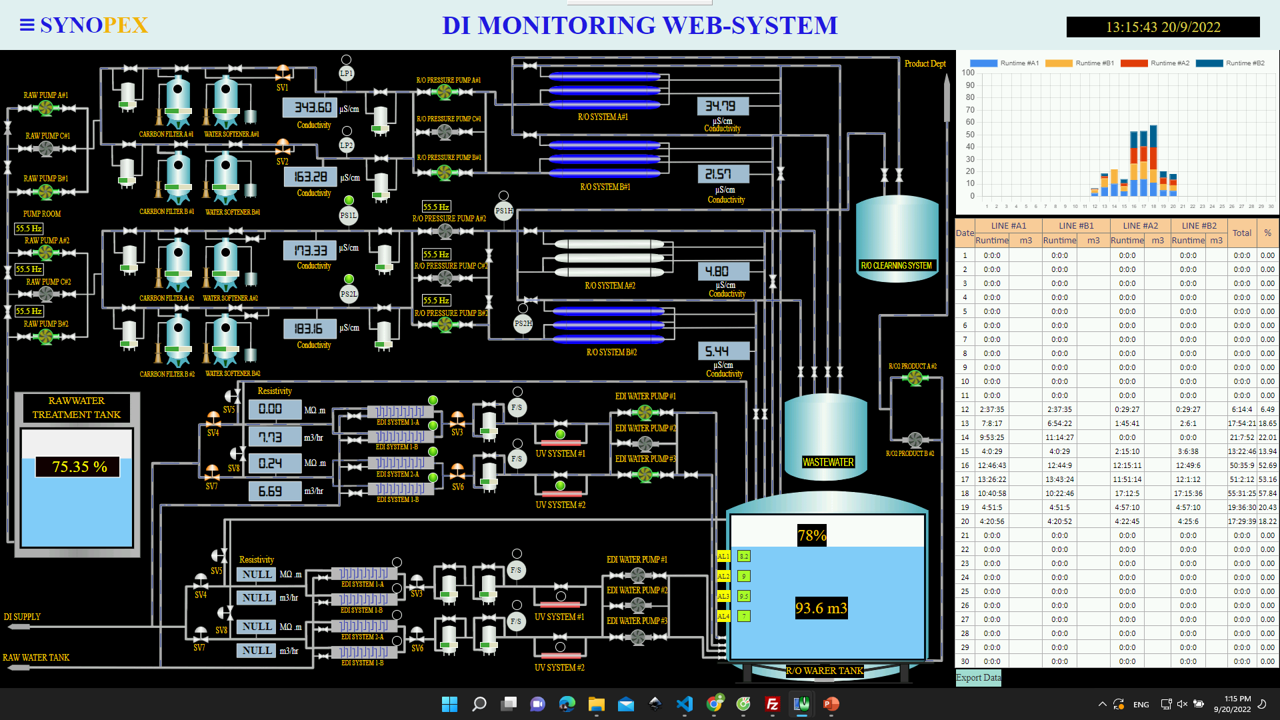 SYNOPEX
DI MONITORING WEB-SYSTEM
13:15:43 20/9/2022
RAW PUMP A#1
RAW PUMP C#1
RAW PUMP B#1
PUMP ROOM
55.5 Hz
RAW PUMP A#2
55.5 Hz
RAW PUMP C#2
55.5 Hz
RAW PUMP B#2
CARBON FILTER A #1
WATER SOFTENER A#1
SV1
LP1
343.60 µS/cm
Conductivity
CARBON FILTER B #1
WATER SOFTENER B#1
SV2
LP2
163.28 µS/cm
Conductivity
PS1L
CARBON FILTER A #2
WATER SOFTENER A#2
173.33 µS/cm
Conductivity
PS2L
CARBON FILTER B #2
WATER SOFTENER B#2
183.16 µS/cm
Conductivity
R/O PRESSURE PUMP A#1
R/O PRESSURE PUMP C#1
R/O PRESSURE PUMP B#1
55.5 Hz
R/O PRESSURE PUMP A#2
55.5 Hz
R/O PRESSURE PUMP C#2
55.5 Hz
R/O PRESSURE PUMP B#2
PS1H
PS2H
R/O SYSTEM A#1
34.79
µS/cm
Conductivity
R/O SYSTEM B#1
21.57
µS/cm
Conductivity
R/O SYSTEM A#2
4.80
µS/cm
Conductivity
R/O SYSTEM B#2
5.44
µS/cm
Conductivity
Product Dept
R/O CLEARNING SYSTEM
R/O2 PRODUCT A #2
R/O2 PRODUCT B #2
WASTEWATER
RAWWATER
TREATMENT TANK
75.35 %
Resistivity
SV5
SV4
0.00 MΩ .m
7.73 m3/hr
SV8
SV7
0.24 MΩ .m
6.69 m3/hr
EDI SYSTEM 1-A
EDI SYSTEM 1-B
EDI SYSTEM 2-A
EDI SYSTEM 1-B
SV3
SV6
F/S
F/S
UV SYSTEM #1
UV SYSTEM #2
EDI WATER PUMP #1
EDI WATER PUMP #2
EDI WATER PUMP #3
Resistivity
SV5
SV4
NULL MΩ .m
NULL m3/hr
SV8
SV7
NULL MΩ .m
NULL m3/hr
EDI SYSTEM 1-A
EDI SYSTEM 1-B
EDI SYSTEM 2-A
EDI SYSTEM 1-B
SV3
SV6
F/S
F/S
UV SYSTEM #1
UV SYSTEM #2
EDI WATER PUMP #1
EDI WATER PUMP #2
EDI WATER PUMP #3
DI SUPPLY
RAW WATER TANK
78%
AL1 8.2
AL2 9
AL3 9.5
AL4 7
93.6 m3
R/O WARER TANK
Runtime #A1 Runtime #B1 Runtime #A2 Runtime #B2
100
90
80
70
60
50
40
30
20
10
0
1 2 3 4 5 6 7 8 9 10 11 12 13 14 15 16 17 18 19 20 21 22 23 24 25 26 27 28 29 30
Date LINE #A1 LINE #B1 LINE #A2 LINE #B2 Total %
Runtime m3 Runtime m3 Runtime m3 Runtime m3
1 0:0:0 0:0:0 0:0:0 0:0:0 0:0:0 0.00
2 0:0:0 0:0:0 0:0:0 0:0:0 0:0:0 0.00
3 0:0:0 0:0:0 0:0:0 0:0:0 0:0:0 0.00
4 0:0:0 0:0:0 0:0:0 0:0:0 0:0:0 0.00
5 0:0:0 0:0:0 0:0:0 0:0:0 0:0:0 0.00
6 0:0:0 0:0:0 0:0:0 0:0:0 0:0:0 0.00
7 0:0:0 0:0:0 0:0:0 0:0:0 0:0:0 0.00
8 0:0:0 0:0:0 0:0:0 0:0:0 0:0:0 0.00
9 0:0:0 0:0:0 0:0:0 0:0:0 0:0:0 0.00
10 0:0:0 0:0:0 0:0:0 0:0:0 0:0:0 0.00
11 0:0:0 0:0:0 0:0:0 0:0:0 0:0:0 0.00
12 2:37:35 2:37:35 0:29:27 0:29:27 6:14:4 6.49
13 7:8:17 6:54:22 1:45:41 2:6:1 17:54:21 18.65
14 9:53:25 11:14:27 0:0:0 0:0:0 21:7:52 22.01
15 4:0:29 4:0:29 2:15:10 3:6:38 13:22:46 13.94
16 12:46:43 12:44:9 12:15:11 12:49:6 50:35:9 52.69
17 13:26:22 13:43:24 11:51:14 12:1:12 51:2:12 53.16
18 10:40:58 10:22:46 17:12:5 17:15:36 55:31:25 57.84
19 4:51:5 4:51:5 4:57:10 4:57:10 19:36:30 20.43
20 4:20:56 4:20:52 4:22:45 4:25:6 17:29:39 18.22
21 0:0:0 0:0:0 0:0:0 0:0:0 0:0:0 0.00
22 0:0:0 0:0:0 0:0:0 0:0:0 0:0:0 0.00
23 0:0:0 0:0:0 0:0:0 0:0:0 0:0:0 0.00
24 0:0:0 0:0:0 0:0:0 0:0:0 0:0:0 0.00
25 0:0:0 0:0:0 0:0:0 0:0:0 0:0:0 0.00
26 0:0:0 0:0:0 0:0:0 0:0:0 0:0:0 0.00
27 0:0:0 0:0:0 0:0:0 0:0:0 0:0:0 0.00
28 0:0:0 0:0:0 0:0:0 0:0:0 0:0:0 0.00
29 0:0:0 0:0:0 0:0:0 0:0:0 0:0:0 0.00
30 0:0:0 0:0:0 0:0:0 0:0:0 0:0:0 0.00
Export Data
ENG
1:15 PM
9/20/2022